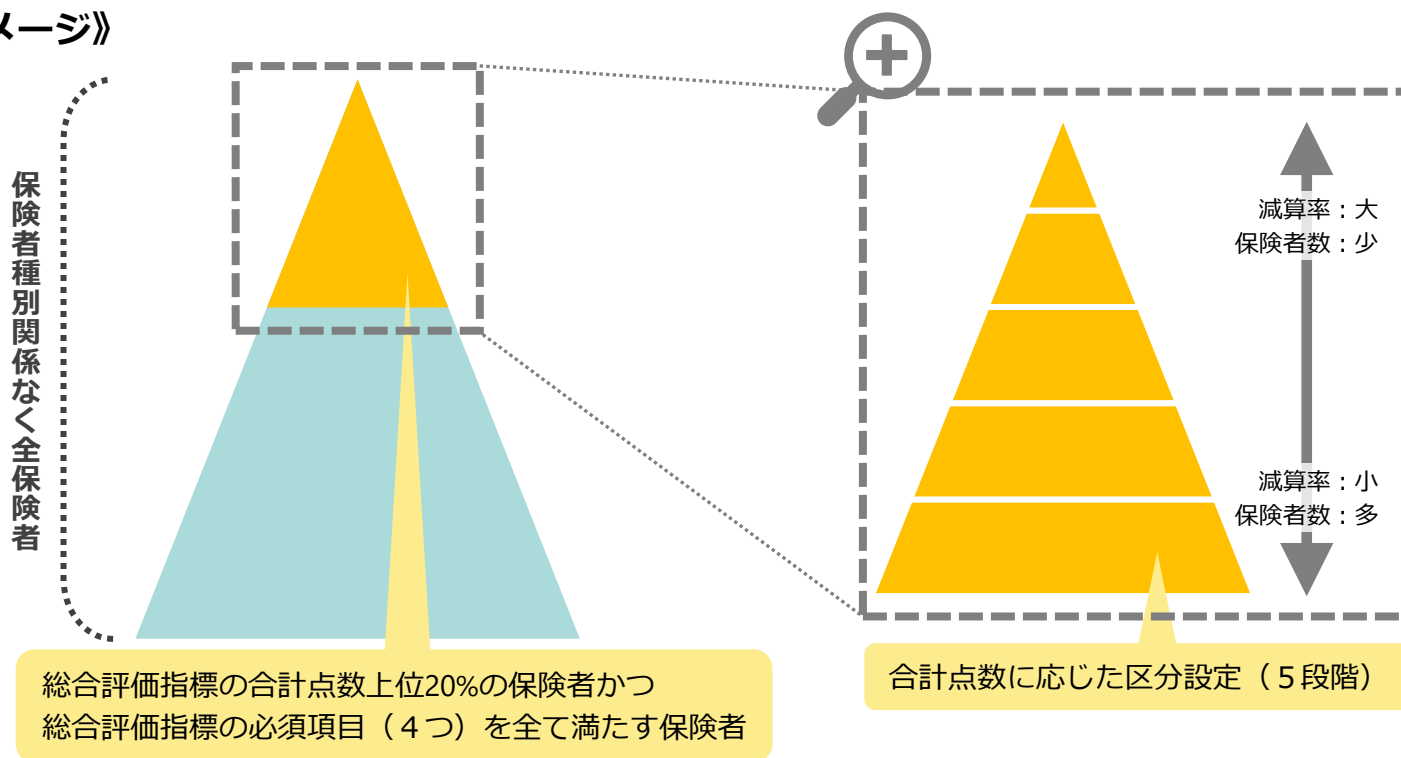 メージ》
保険者種別関係なく全保険者
減算率：大
保険者数：少
減算率：小
保険者数：多
総合評価指標の合計点数上位20%の保険者かつ
総合評価指標の必須項目（４つ）を全て満たす保険者
合計点数に応じた区分設定（５段階）